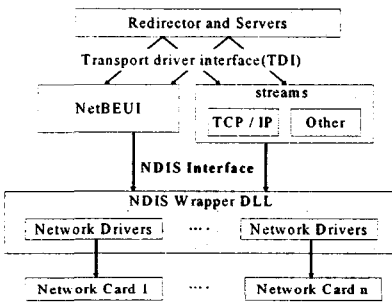 Redirector and Servers
Transport driver interface(TDI)
streams
NetBEUI
TCP / IP
Other
NDIS Interface
NDIS Wrapper DLL
Network Drivers
....
Network Drivers
Network Card 1
....
Network Card n